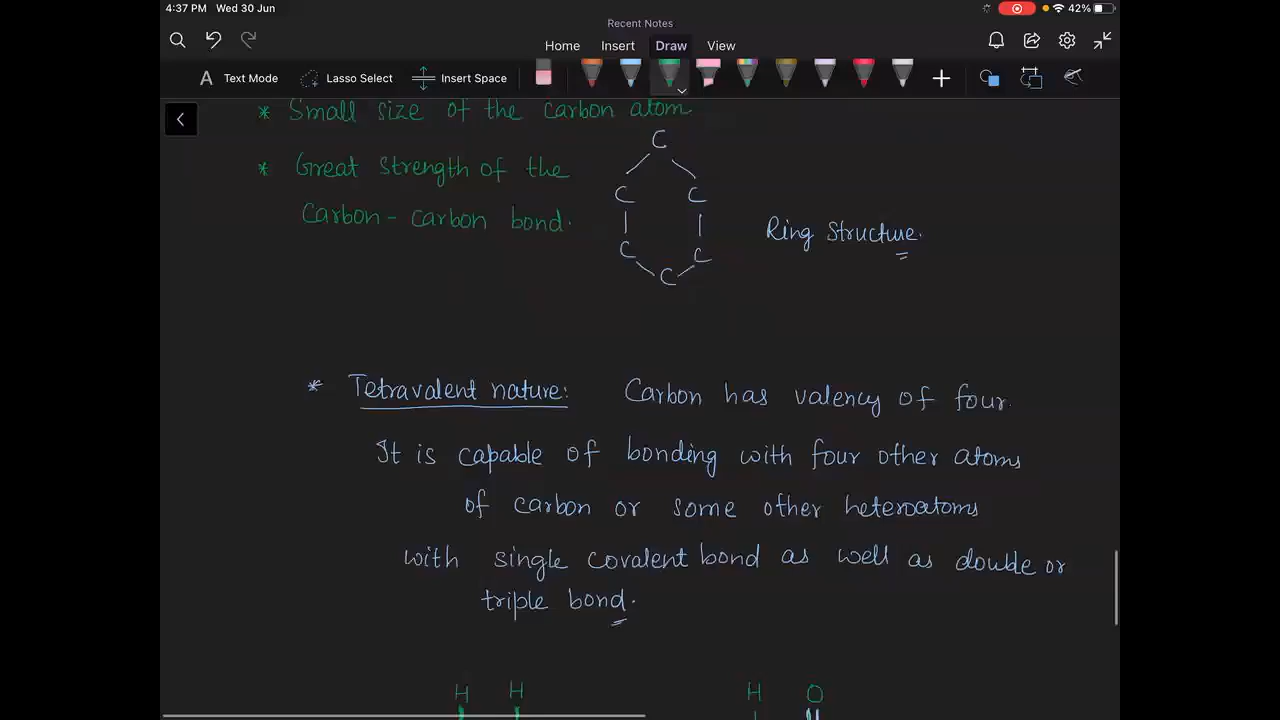 4:37 PM Wed 30 Jun
42%
Recent Notes
Home Insert Draw View
A Text Mode Lasso Select Insert Space
* Small size of the carbon atom
* Great strength of the
Carbon - carbon bond.
C
C C
C C
C
Ring structure.
* Tetravalent nature: Carbon has valency of four.
It is capable of bonding with four other atoms
of carbon or some other heteroatoms
with single covalent bond as well as double or
triple bond.
H H H O